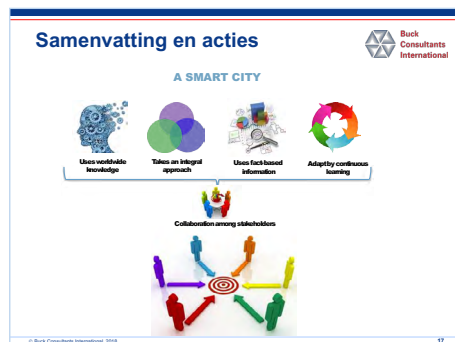 Samenvatting en acties
Buck
Consultants
International
A SMART CITY
Uses worldwide
knowledge
Takes an integral
approach
Uses fact-based
information
Adapt by continuous
learning
Collaboration among stakeholders
© Buck Consultants International, 2018
17